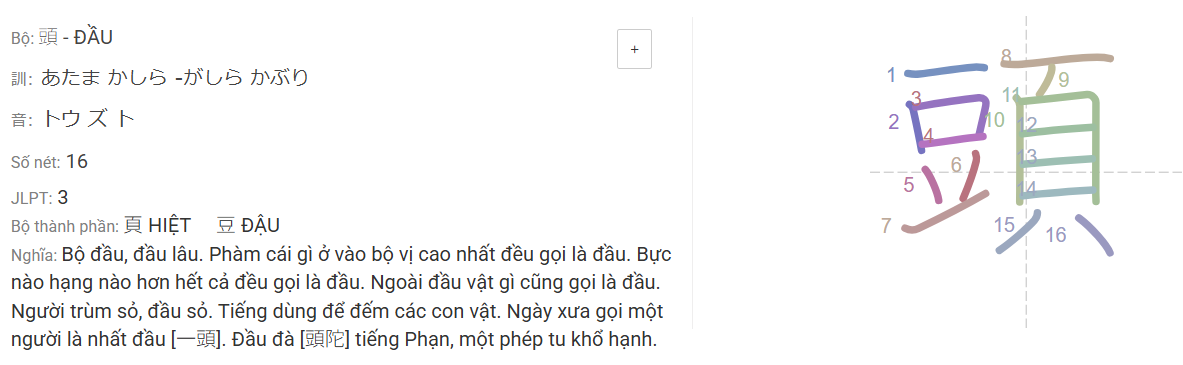 Bộ: 頭 - ĐẦU
+
訓: あたま かしら -がしら かぶり
音: トウ ズ ト
Số nét: 16
JLPT: 3
Bộ thành phần: 頁 HIỆT 豆 ĐẬU
Nghĩa: Bộ đầu, đầu lâu. Phàm cái gì ở vào bộ vị cao nhất đều gọi là đầu. Bực
nào hạng nào hơn hết cả đều gọi là đầu. Ngoài đầu vật gì cũng gọi là đầu.
Người trùm sỏ, đầu sỏ. Tiếng dùng để đếm các con vật. Ngày xưa gọi một
người là nhất đầu [一頭]. Đầu đà [頭陀] tiếng Phạn, một phép tu khổ hạnh.
頭
1
2
3
4
5
6
7
8
9
10
11
12
13
14
15
16